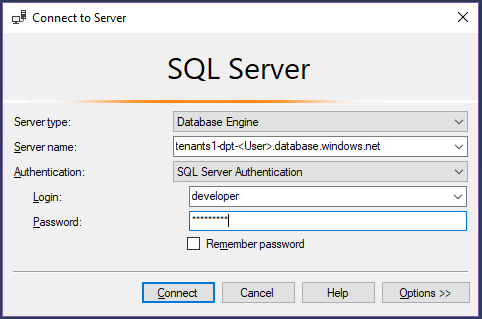 Connect to Server
SQL Server
Server type: Database Engine
Server name: tenants1-dpt-<User>.database.windows.net
Authentication: SQL Server Authentication
Login: developer
Password: *********
Remember password
Connect Cancel Help Options >>